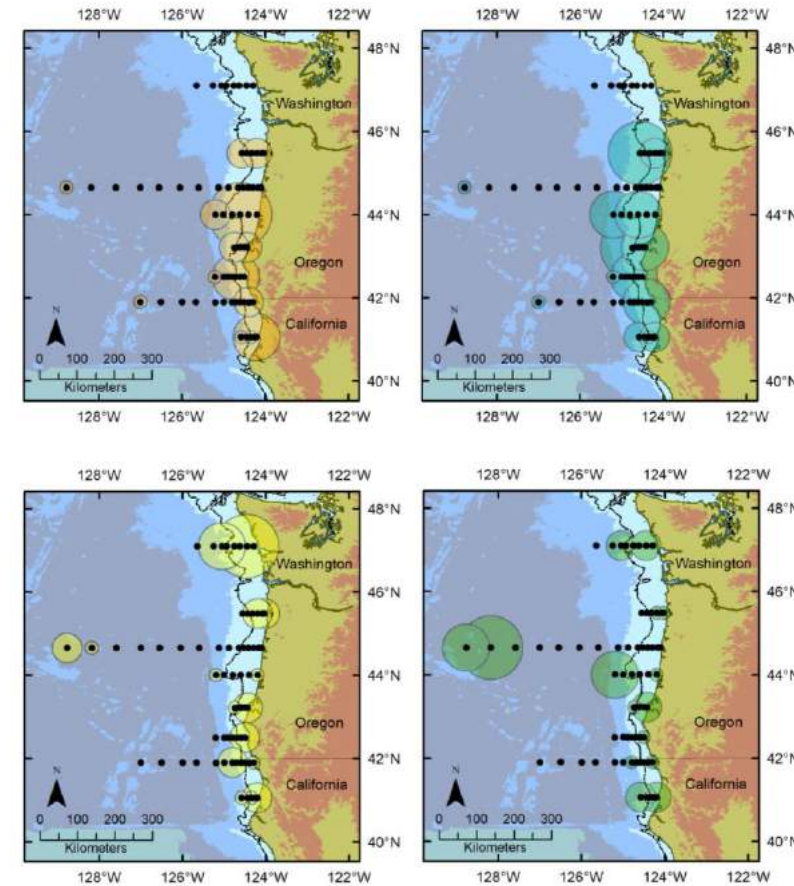 128°W 126°W 124°W 122°W 128°W 126°W 124°W 122°W
48°N 48°N
Washington Washington
46°N 46°N
44°N 44°N
Oregon Oregon
42°N 42°N
N California N California
0 100 200 300 0 100 200 300
Kilometers 40°N Kilometers 40°N
128°W 126°W 124°W 122°W 128°W 126°W 124°W 122°W
128°W 126°W 124°W 122°W 128°W 126°W 124°W 122°W
48°N 48°N
Washington Washington
46°N 46°N
44°N 44°N
Oregon Oregon
42°N 42°N
N California N California
0 100 200 300 0 100 200 300
Kilometers 40°N Kilometers 40°N
128°W 126°W 124°W 122°W 128°W 126°W 124°W 122°W